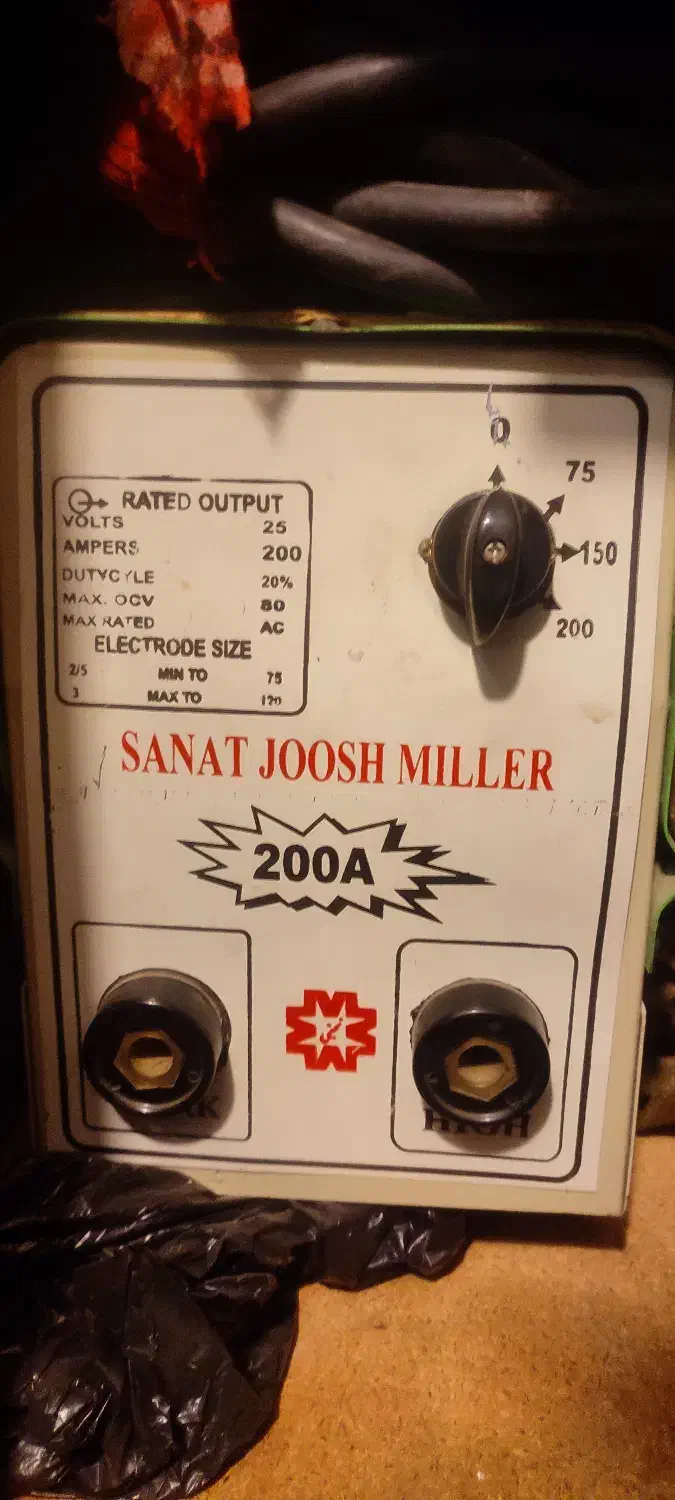 0
75
150
200
RATED OUTPUT
VOLTS 25
AMPERS 200
DUTYCYLE 20%
MAX. OCV 80
MAX RATED AC
ELECTRODE SIZE
2/5 MIN TO 75
3 MAX TO 120
SANAT JOOSH MILLER
200A
HIGH